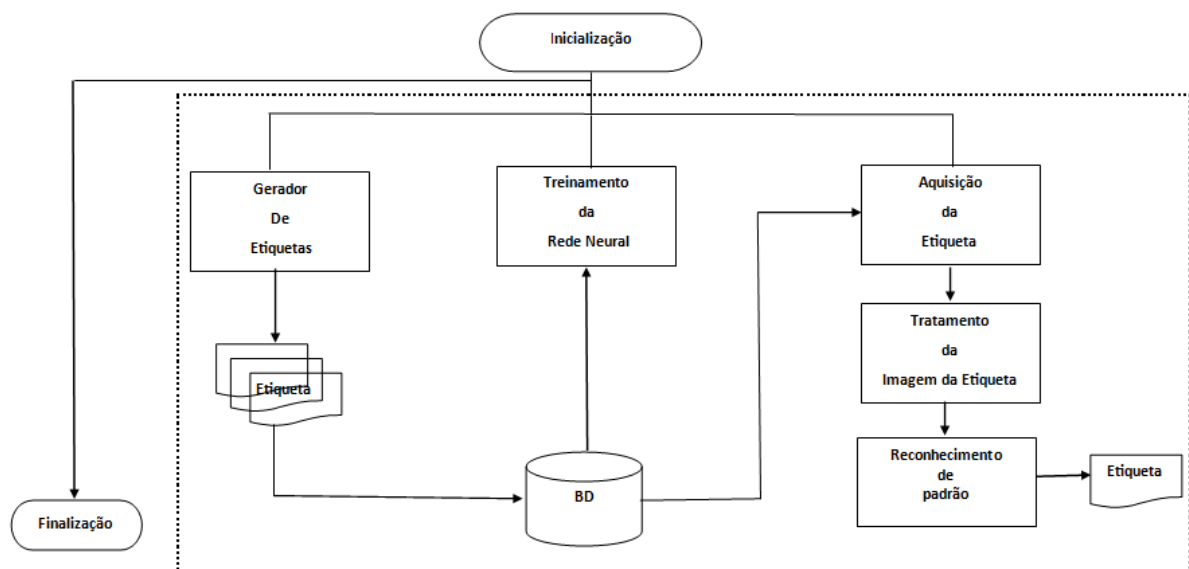 Inicialização
Gerador
De
Etiquetas
Treinamento
da
Rede Neural
Aquisição
da
Etiqueta
Tratamento
da
Imagem da Etiqueta
Etiqueta
Reconhecimento
de
padrão
Etiqueta
BD
Finalização